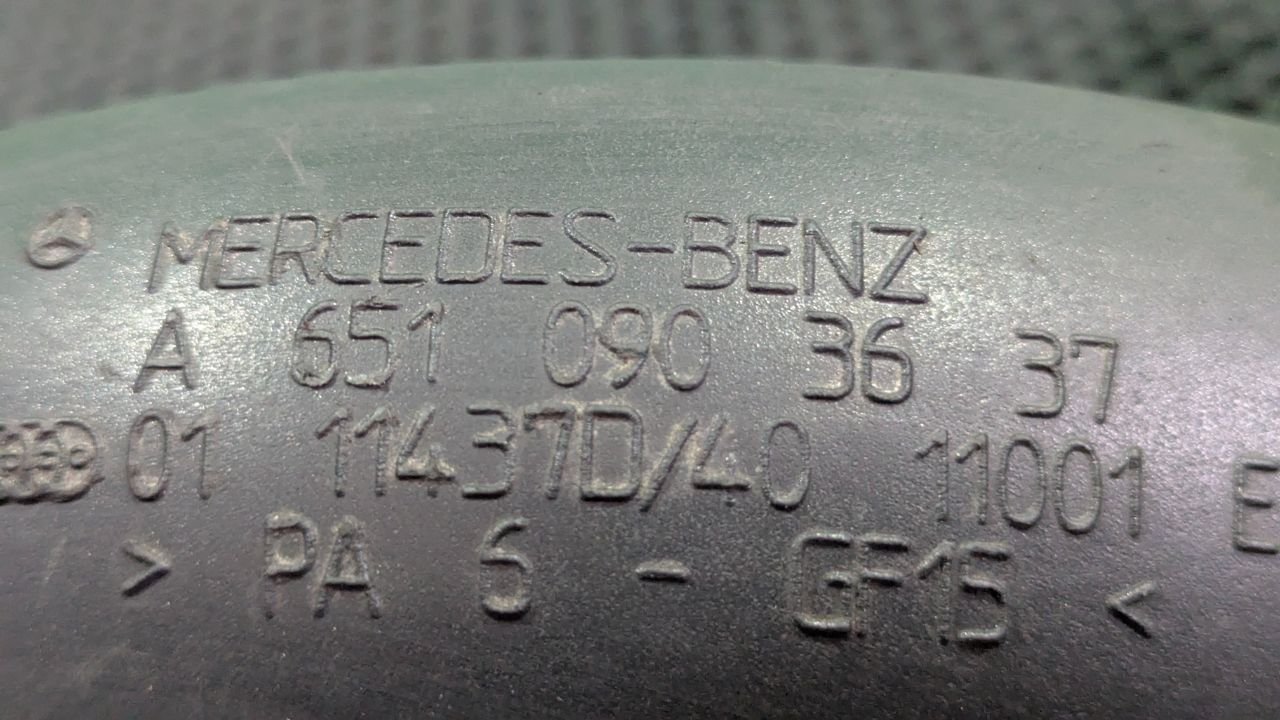 MERCEDES-BENZ
A 651 090 36 37
01 11437D/40 11001 E
> PA 6 - GF15 <